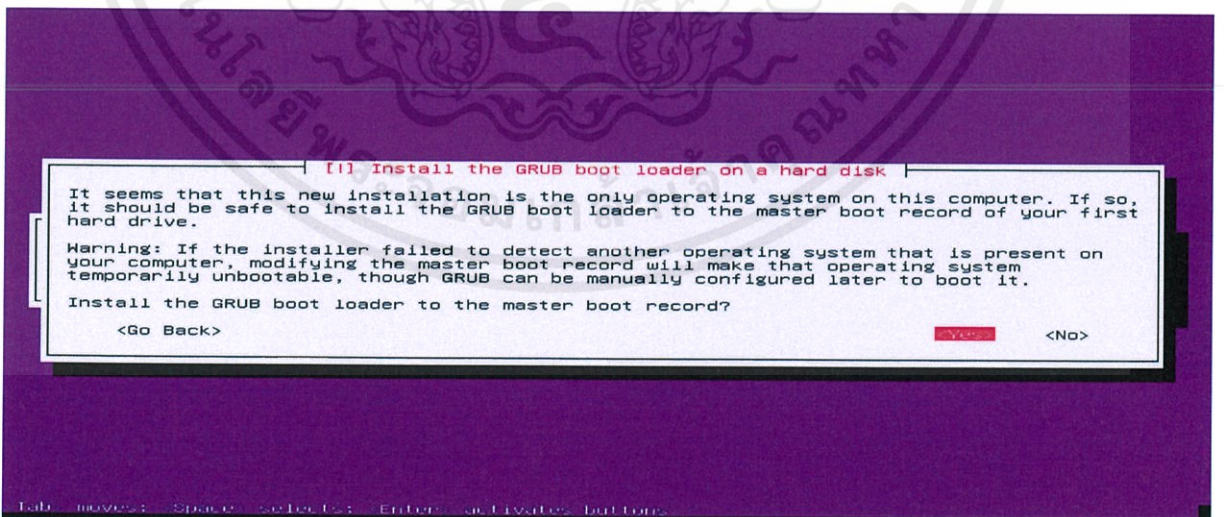 [!] Install the GRUB boot loader on a hard disk
It seems that this new installation is the only operating system on this computer. If so,
it should be safe to install the GRUB boot loader to the master boot record of your first
hard drive.
Warning: If the installer failed to detect another operating system that is present on
your computer, modifying the master boot record will make that operating system
temporarily unbootable, though GRUB can be manually configured later to boot it.
Install the GRUB boot loader to the master boot record?
<Go Back> <Yes> <No>
Tab moves; Space selects; Enter activates buttons